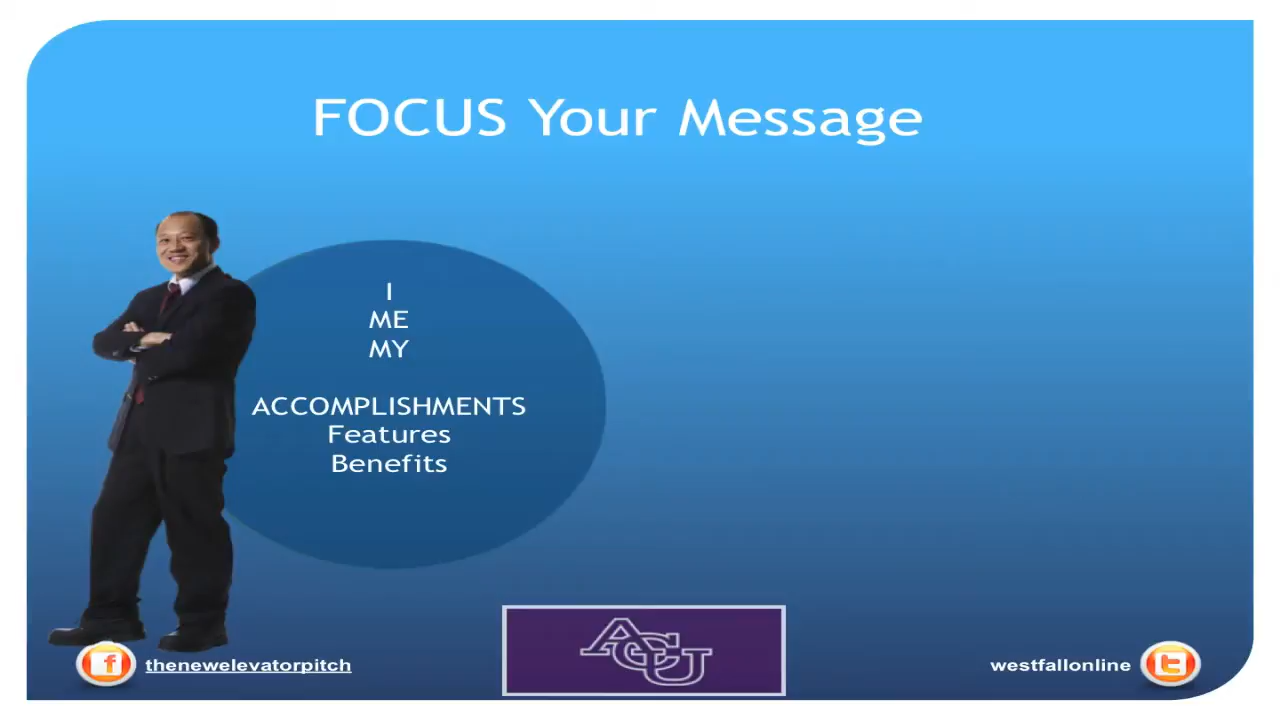 FOCUS Your Message
I
ME
MY
ACCOMPLISHMENTS
Features
Benefits
ACU
f thenewelevatorpitch
westfallonline t